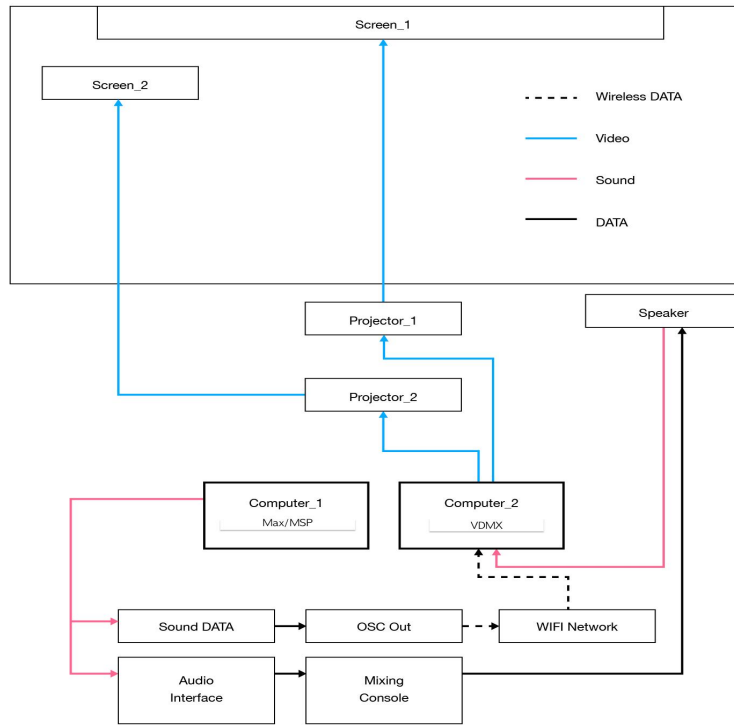 Screen_1
Screen_2
Wireless DATA
Video
Sound
DATA
Projector_1
Speaker
Projector_2
Computer_1
Max/MSP
Computer_2
VDMX
Sound DATA
OSC Out
WIFI Network
Audio
Interface
Mixing
Console